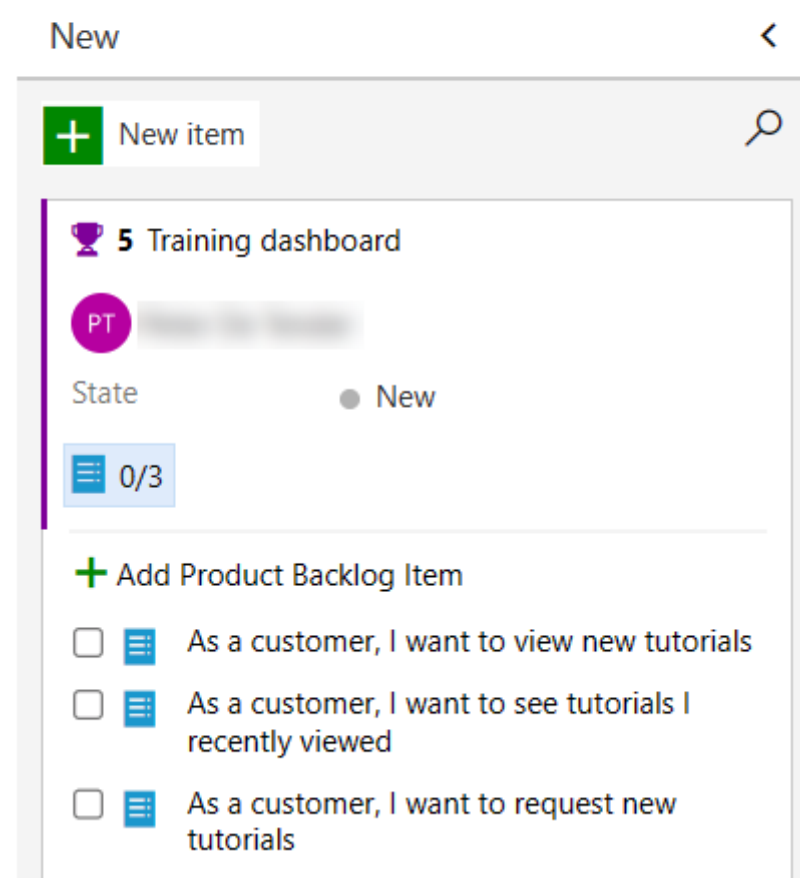 New
New item
5 Training dashboard
PT
State
New
0/3
Add Product Backlog Item
As a customer, I want to view new tutorials
As a customer, I want to see tutorials I
recently viewed
As a customer, I want to request new
tutorials